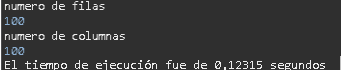 numero de filas
100
numero de columnas
100
El tiempo de ejecución fue de 0,12315 segundos